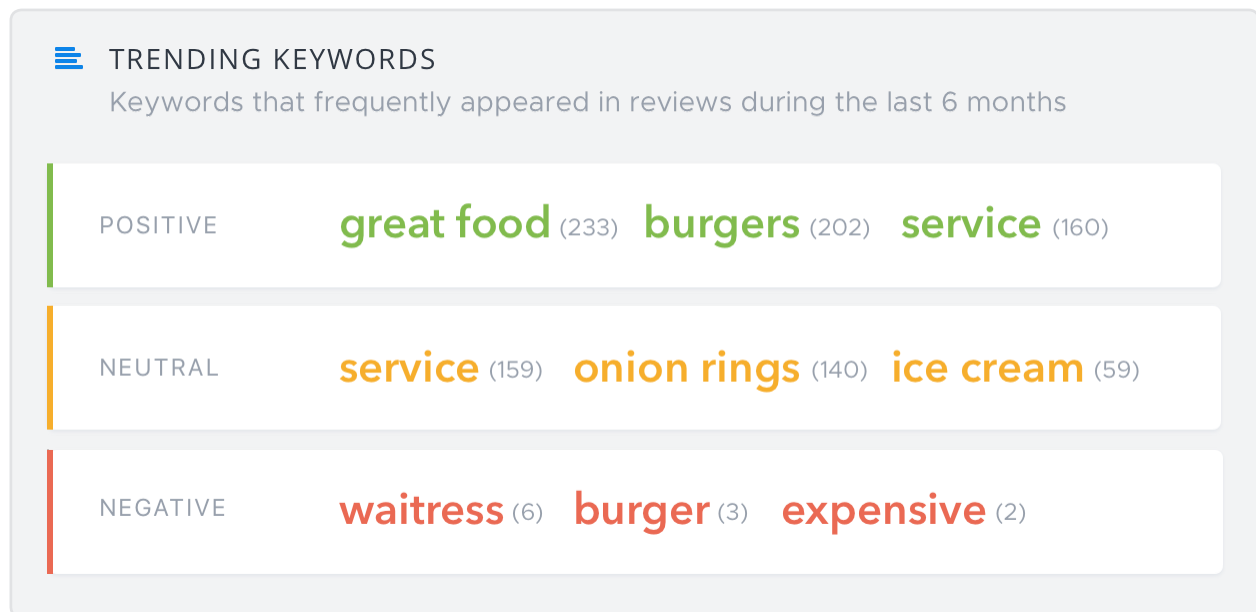 TRENDING KEYWORDS
Keywords that frequently appeared in reviews during the last 6 months
POSITIVE great food (233) burgers (202) service (160)
NEUTRAL service (159) onion rings (140) ice cream (59)
NEGATIVE waitress (6) burger (3) expensive (2)